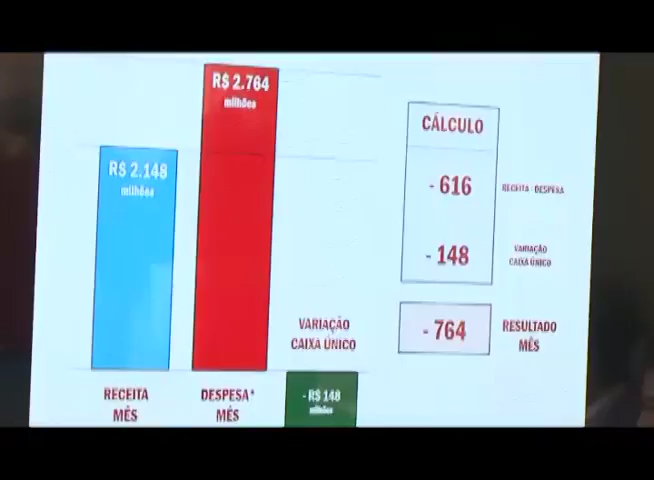 R$ 2.764
milhões
R$ 2.148
milhões
CÁLCULO
- 616
RECEITA - DESPESA
- 148
VARIAÇÃO
CAIXA ÚNICO
- 764
RESULTADO
MÊS
VARIAÇÃO
CAIXA ÚNICO
- R$ 148
milhões
RECEITA
MÊS
DESPESA*
MÊS